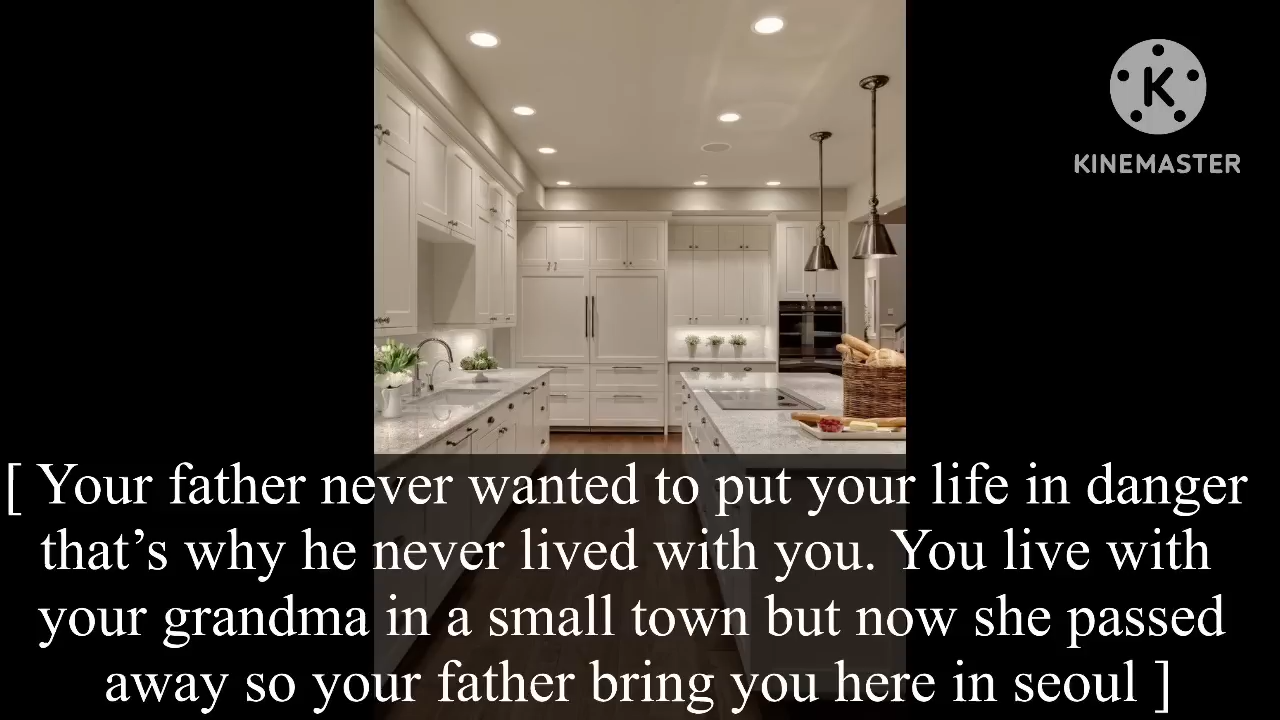 K
KINEMASTER
[ Your father never wanted to put your life in danger
that’s why he never lived with you. You live with
your grandma in a small town but now she passed
away so your father bring you here in seoul ]